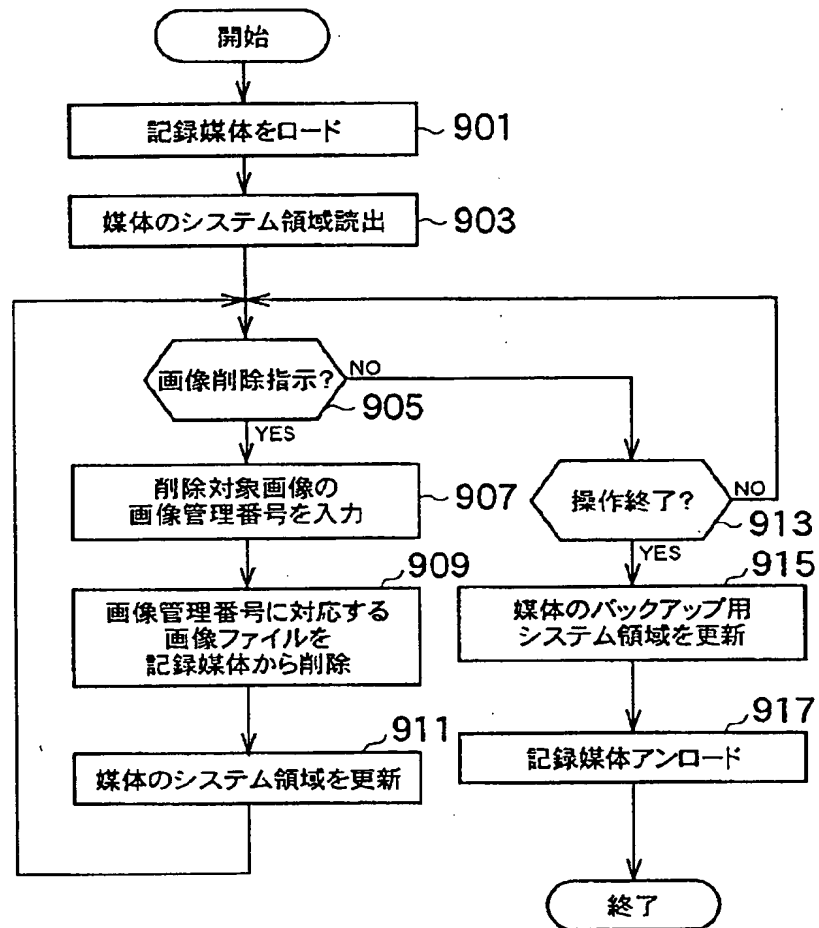 開始
記録媒体をロード
901
媒体のシステム領域読出
903
画像削除指示?
NO
905
YES
削除対象画像の
画像管理番号を入力
907
操作終了?
NO
913
YES
909
画像管理番号に対応する
画像ファイルを
記録媒体から削除
915
媒体のバックアップ用
システム領域を更新
911
媒体のシステム領域を更新
917
記録媒体アンロード
終了